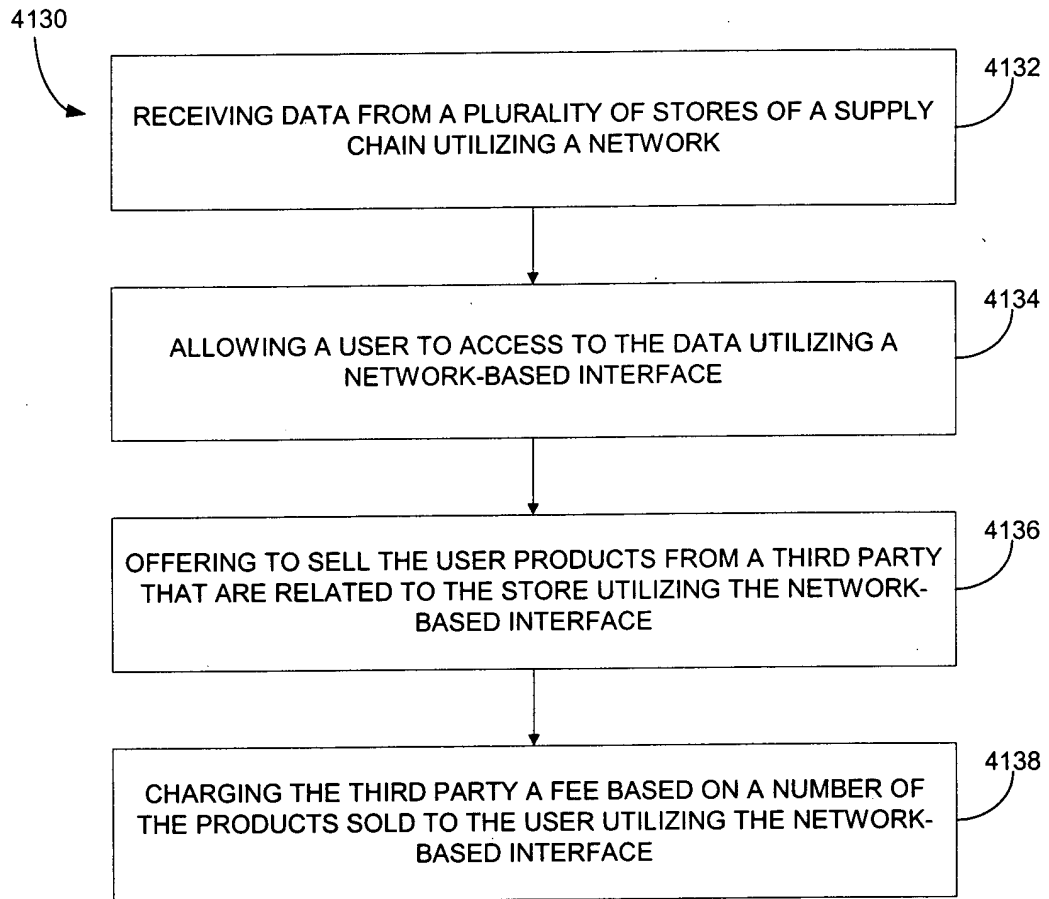 4130
4132
RECEIVING DATA FROM A PLURALITY OF STORES OF A SUPPLY
CHAIN UTILIZING A NETWORK
4134
ALLOWING A USER TO ACCESS TO THE DATA UTILIZING A
NETWORK-BASED INTERFACE
4136
OFFERING TO SELL THE USER PRODUCTS FROM A THIRD PARTY
THAT ARE RELATED TO THE STORE UTILIZING THE NETWORK-
BASED INTERFACE
4138
CHARGING THE THIRD PARTY A FEE BASED ON A NUMBER OF
THE PRODUCTS SOLD TO THE USER UTILIZING THE NETWORK-
BASED INTERFACE